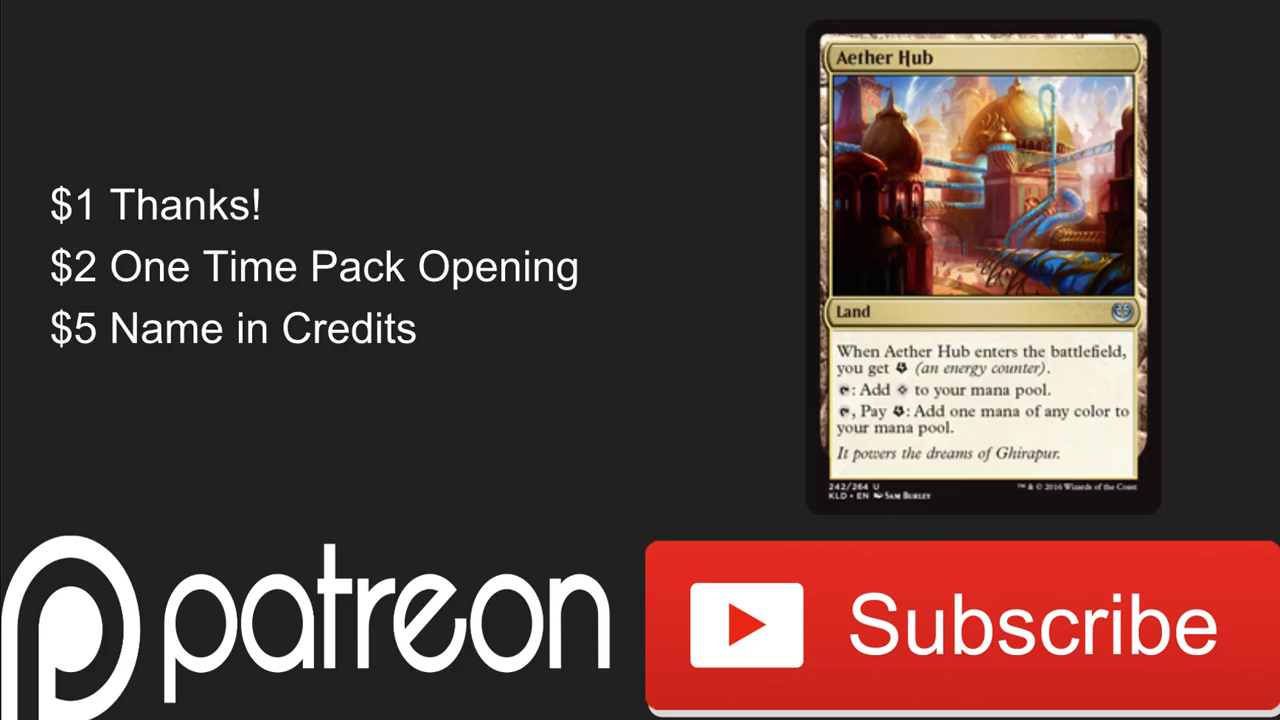 $1 Thanks!
$2 One Time Pack Opening
$5 Name in Credits
Aether Hub
Land
When Aether Hub enters the battlefield,
you get (an energy counter).
: Add to your mana pool.
, Pay : Add one mana of any color to
your mana pool.
It powers the dreams of Ghirapur.
242/264 U
KLD • EN Sam Burley
™ & © 2016 Wizards of the Coast
patreon
Subscribe